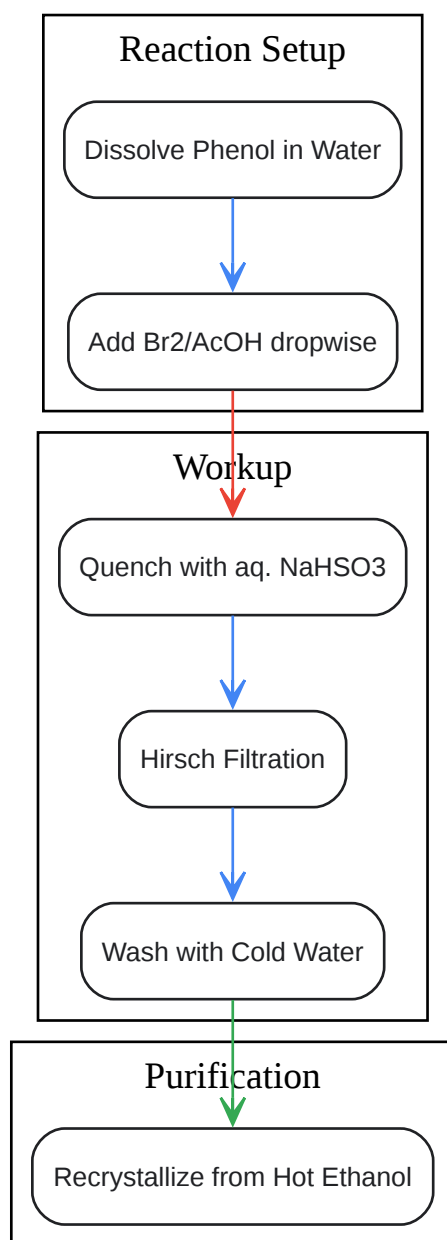 Reaction Setup
Dissolve Phenol in Water
Add Br2/AcOH dropwise
Workup
Quench with aq. NaHSO3
Hirsch Filtration
Wash with Cold Water
Purification
Recrystallize from Hot Ethanol